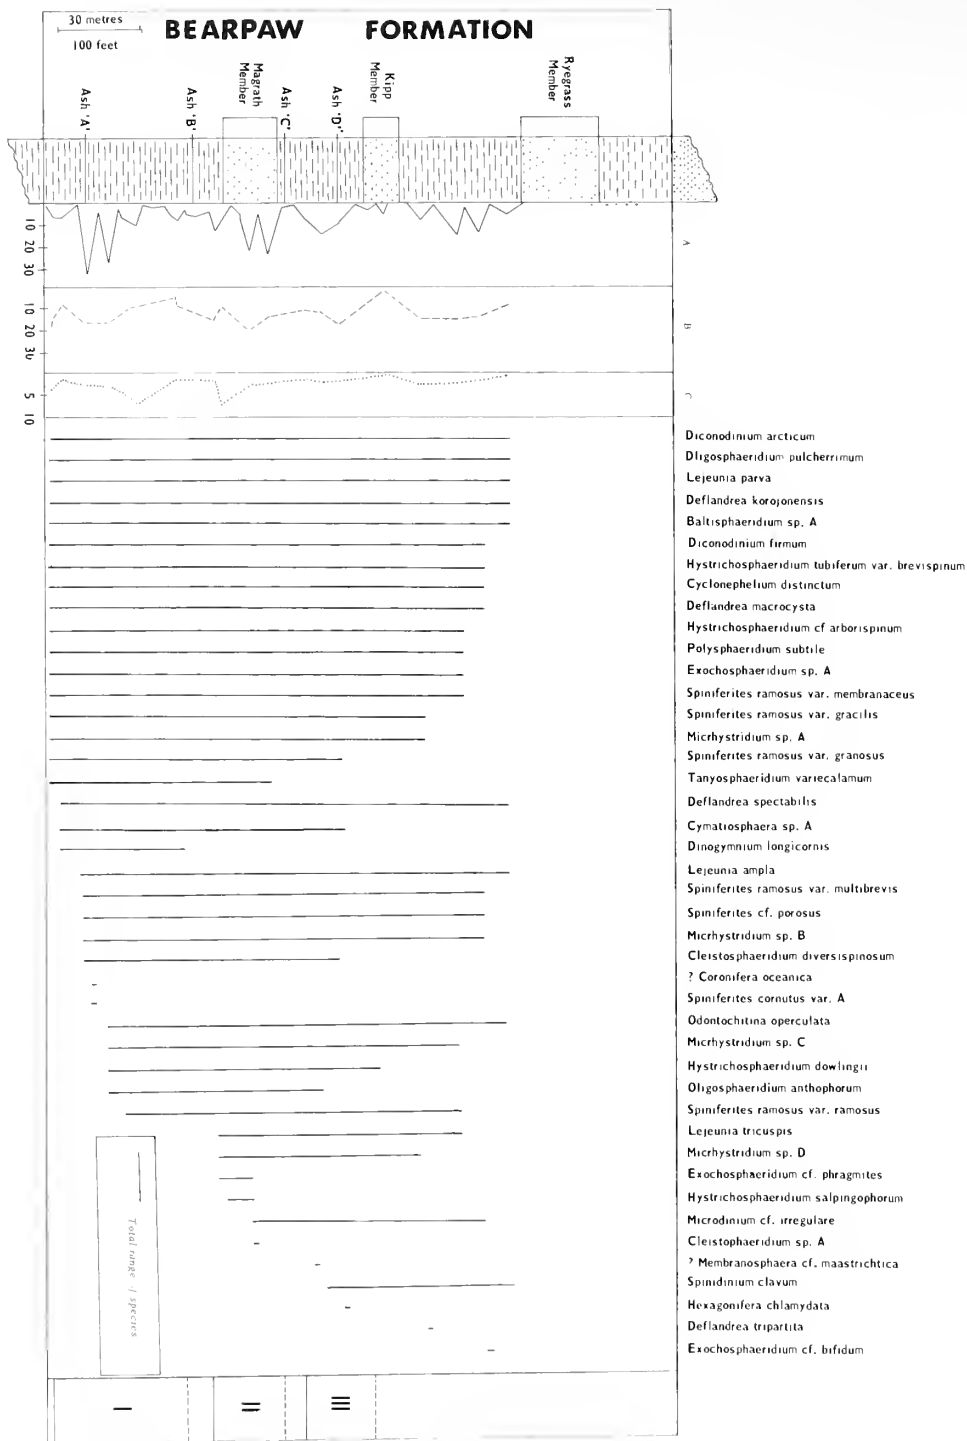 30 metres
100 feet
BEARPAW FORMATION
Ash 'A'
Ash 'B'
Magrath
Member
Ash 'C'
Ash 'D'
Kipp
Member
Ryegrass
Member
10
20
30
A
10
20
30
B
5
10
C
Diconodinium arcticum
Oligosphaeridium pulcherrimum
Lejeunia parva
Deflandrea korojonensis
Baltisphaeridium sp. A
Diconodinium firmum
Hystrichosphaeridium tubiferum var. brevispinum
Cyclonephelium distinctum
Deflandrea macrocysta
Hystrichosphaeridium cf arborispinum
Polysphaeridium subtile
Exochosphaeridium sp. A
Spiniferites ramosus var. membranaceus
Spiniferites ramosus var. gracilis
Micrhystridium sp. A
Spiniferites ramosus var. granosus
Tanyosphaeridium variecalamum
Deflandrea spectabilis
Cymatiosphaera sp. A
Dinogymnium longicornis
Lejeunia ampla
Spiniferites ramosus var. multibrevis
Spiniferites cf. porosus
Micrhystridium sp. B
Cleistosphaeridium diversispinosum
? Coronifera oceanica
Spiniferites cornutus var. A
Odontochitina operculata
Micrhystridium sp. C
Hystrichosphaeridium dowlingii
Oligosphaeridium anthophorum
Spiniferites ramosus var. ramosus
Lejeunia tricuspis
Micrhystridium sp. D
Exochosphaeridium cf. phragmites
Hystrichosphaeridium salpingophorum
Microdinium cf. irregulare
Cleistophaeridium sp. A
? Membranosphaera cf. maastrichtica
Spinidinium clavum
Hexagonifera chlamydata
Deflandrea tripartita
Exochosphaeridium cf. bifidum
Total range of species
I
II
III